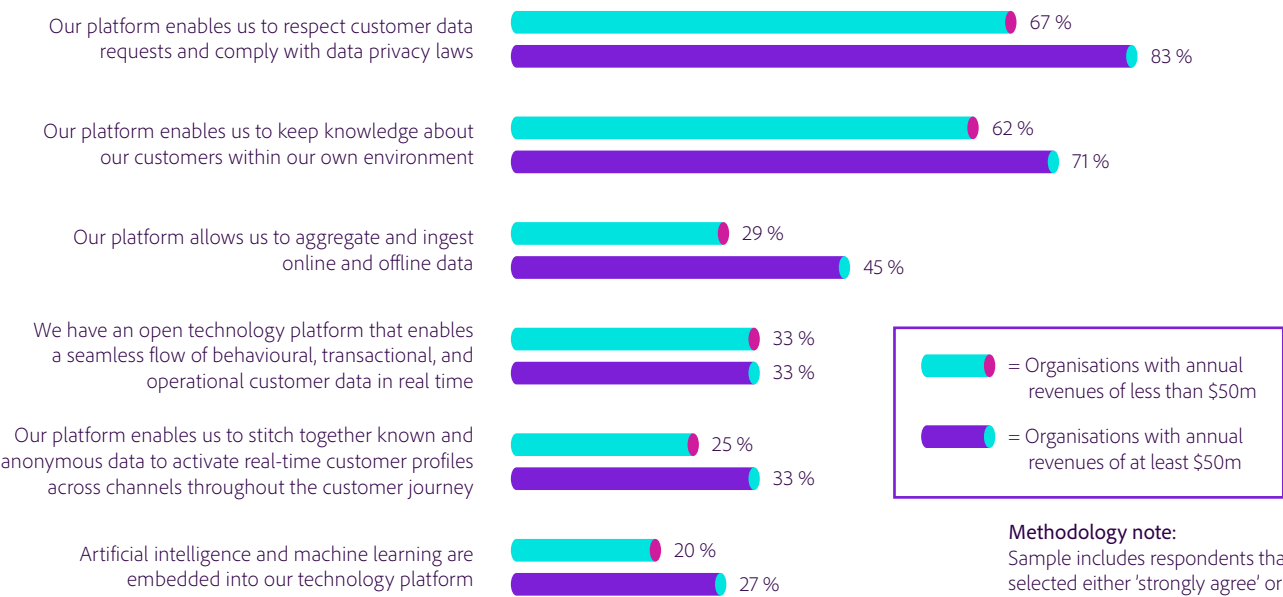 Our platform enables us to respect customer data
requests and comply with data privacy laws
67 %
83 %
Our platform enables us to keep knowledge about
our customers within our own environment
62 %
71 %
Our platform allows us to aggregate and ingest
online and offline data
29 %
45 %
We have an open technology platform that enables
a seamless flow of behavioural, transactional, and
operational customer data in real time
33 %
33 %
Our platform enables us to stitch together known and
anonymous data to activate real-time customer profiles
across channels throughout the customer journey
25 %
33 %
Artificial intelligence and machine learning are
embedded into our technology platform
20 %
27 %
= Organisations with annual
revenues of less than $50m
= Organisations with annual
revenues of at least $50m
Methodology note:
Sample includes respondents tha
selected either 'strongly agree' or